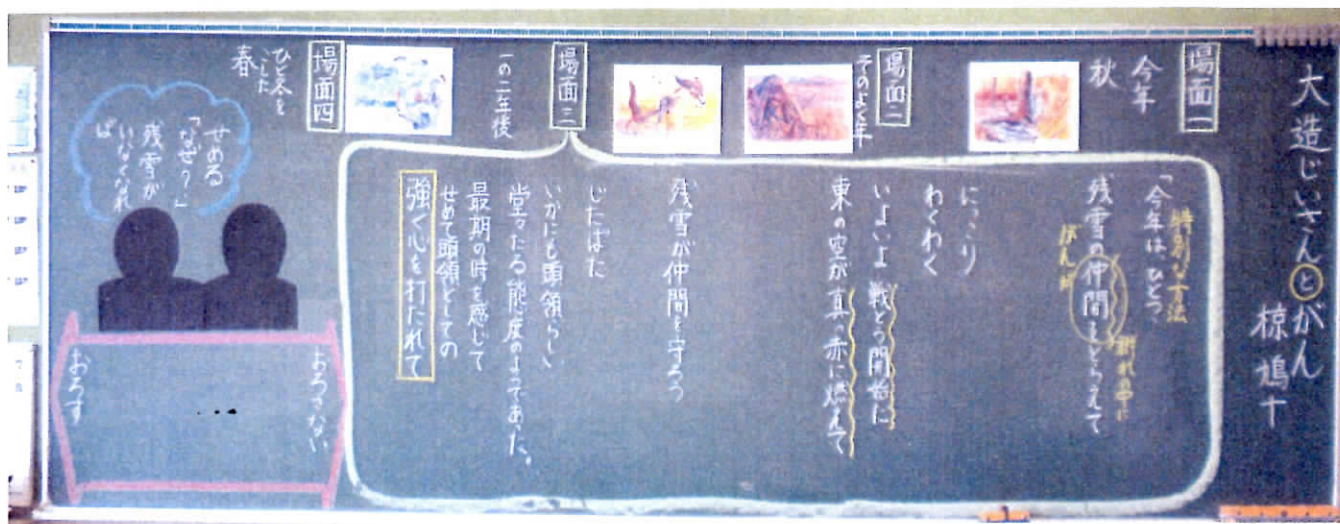 大造じいさんとがん
椋鳩十
場面一
今年
秋
特別な方法
「今年は、ひとつ、
残雪の仲間をとらえて
群れの中に
にっこり
わくわく
場面二
そのよく年
いよいよ戦とう開始だ
東の空が真っ赤に燃えて
残雪が仲間を守ろう
場面三
一の二年後
じたばた
いかにも頭領らしい
堂々たる態度のようであった。
最期の時を感じて
せめて頭領としての
強く心を打たれて
場面四
ひと冬を
こした
春
せめる
「なぜ?」
残雪が
いなくなれ
ば
おろさない
・・・
おろす